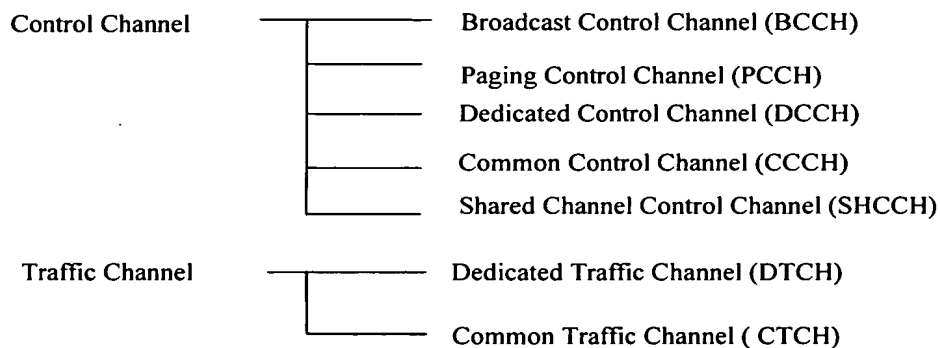 Control Channel
Broadcast Control Channel (BCCH)
Paging Control Channel (PCCH)
Dedicated Control Channel (DCCH)
Common Control Channel (CCCH)
Shared Channel Control Channel (SHCCH)
Traffic Channel
Dedicated Traffic Channel (DTCH)
Common Traffic Channel ( CTCH)